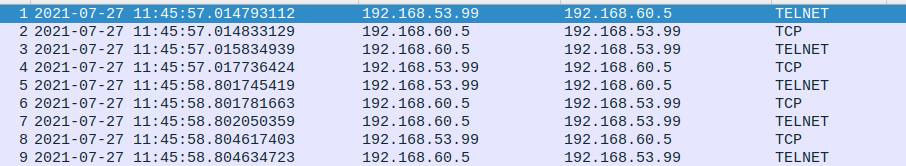 1 2021-07-27 11:45:57.014793112 192.168.53.99 192.168.60.5 TELNET
2 2021-07-27 11:45:57.014833129 192.168.60.5 192.168.53.99 TCP
3 2021-07-27 11:45:57.015834939 192.168.60.5 192.168.53.99 TELNET
4 2021-07-27 11:45:57.017736424 192.168.53.99 192.168.60.5 TCP
5 2021-07-27 11:45:58.801745419 192.168.53.99 192.168.60.5 TELNET
6 2021-07-27 11:45:58.801781663 192.168.60.5 192.168.53.99 TCP
7 2021-07-27 11:45:58.802050359 192.168.60.5 192.168.53.99 TELNET
8 2021-07-27 11:45:58.804617403 192.168.53.99 192.168.60.5 TCP
9 2021-07-27 11:45:58.804634723 192.168.60.5 192.168.53.99 TELNET